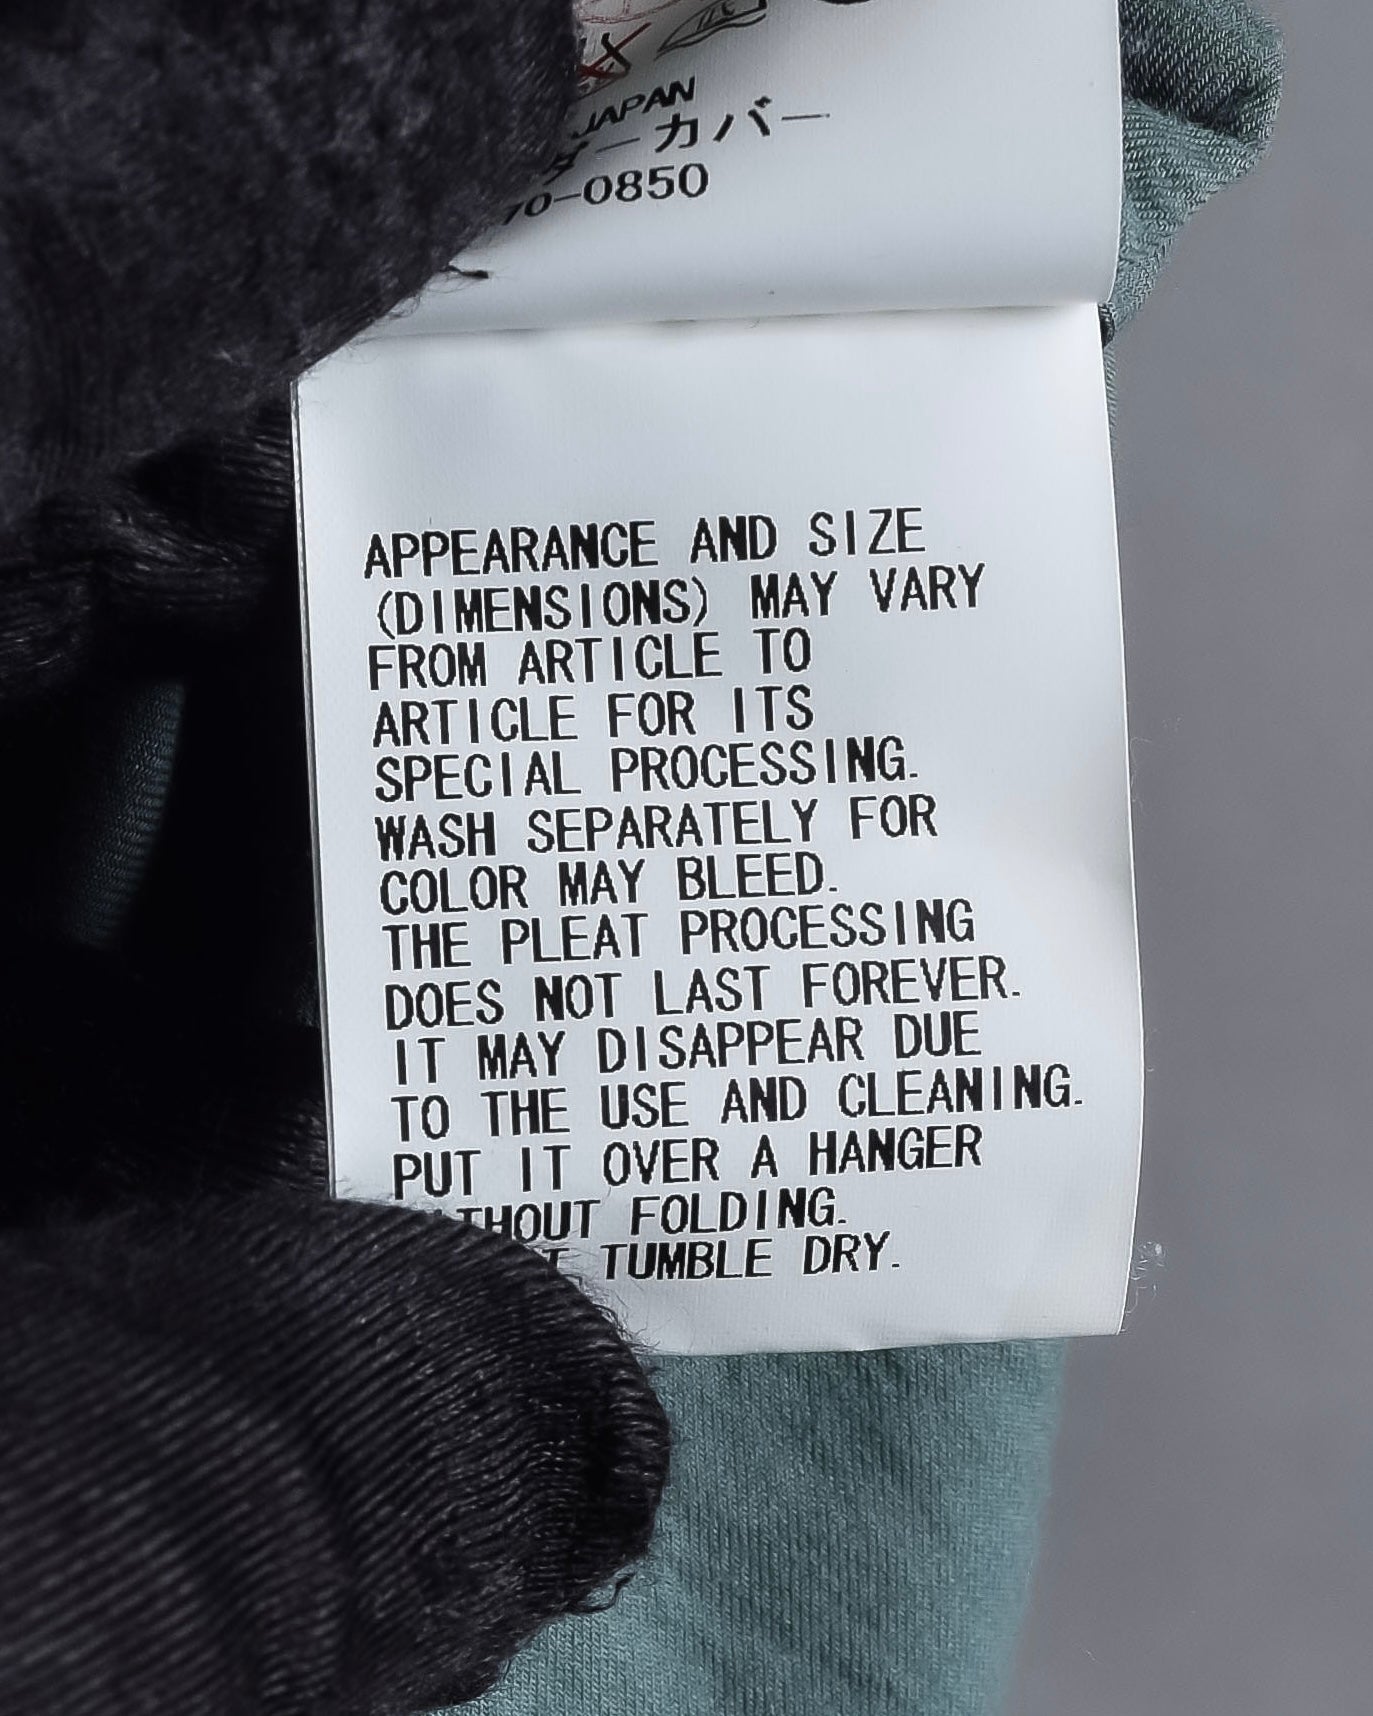 JAPAN
ダーカバー
70-0850
APPEARANCE AND SIZE
(DIMENSIONS) MAY VARY
FROM ARTICLE TO
ARTICLE FOR ITS
SPECIAL PROCESSING.
WASH SEPARATELY FOR
COLOR MAY BLEED.
THE PLEAT PROCESSING
DOES NOT LAST FOREVER.
IT MAY DISAPPEAR DUE
TO THE USE AND CLEANING.
PUT IT OVER A HANGER
WITHOUT FOLDING.
TUMBLE DRY.